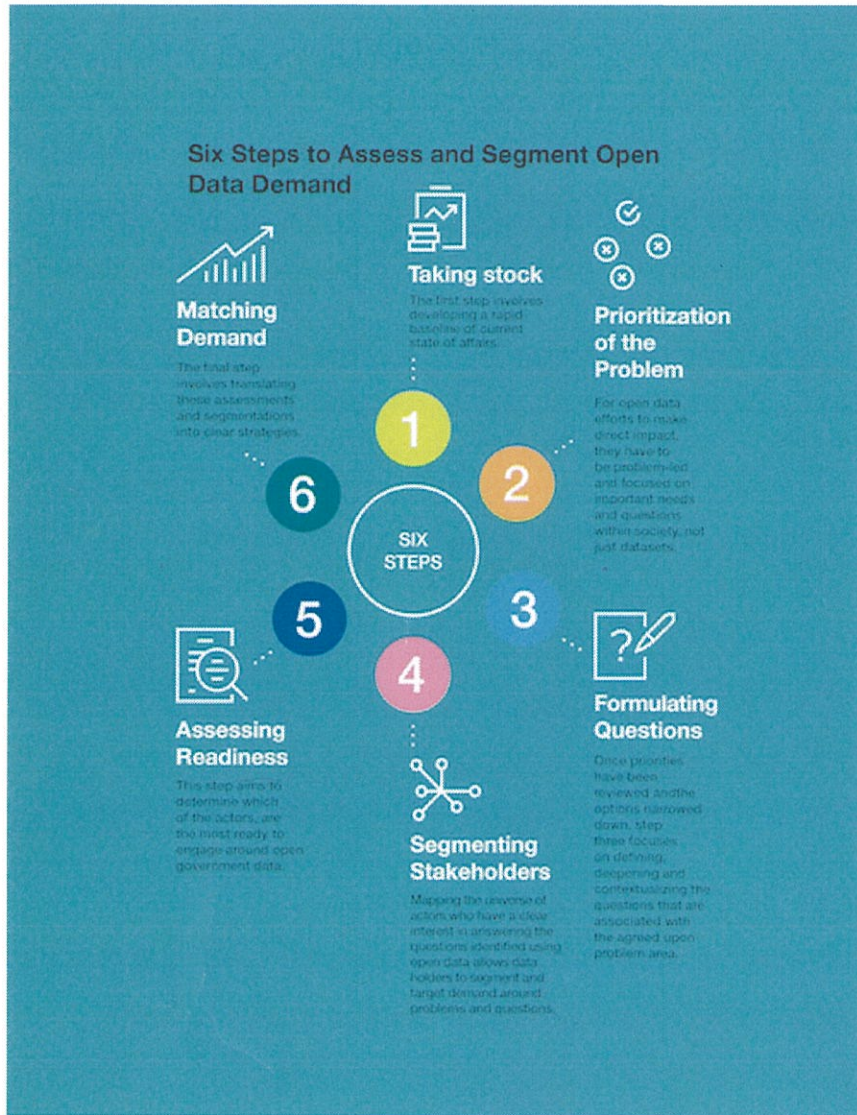 Six Steps to Assess and Segment Open
Data Demand
Taking stock
The first step involves
developing a rapid
baseline of current
state of affairs.
1
Prioritization
of the
Problem
For open data
efforts to make
direct impact,
they have to
be problem-led
and focused on
important needs
and questions
within society, not
just datasets.
2
SIX
STEPS
3
Formulating
Questions
Once priorities
have been
reviewed andthe
options narrowed
down, step
three focuses
on defining,
deepening and
contextualizing the
questions that are
associated with
the agreed upon
problem area.
4
Segmenting
Stakeholders
Mapping the universe of
actors who have a clear
interest in answering the
questions identified using
open data allows data
holders to segment and
target demand around
problems and questions.
5
Assessing
Readiness
This step aims to
determine which
of the actors, are
the most ready to
engage around open
government data.
6
Matching
Demand
The final step
involves translating
these assessments
and segmentations
into clear strategies.
?